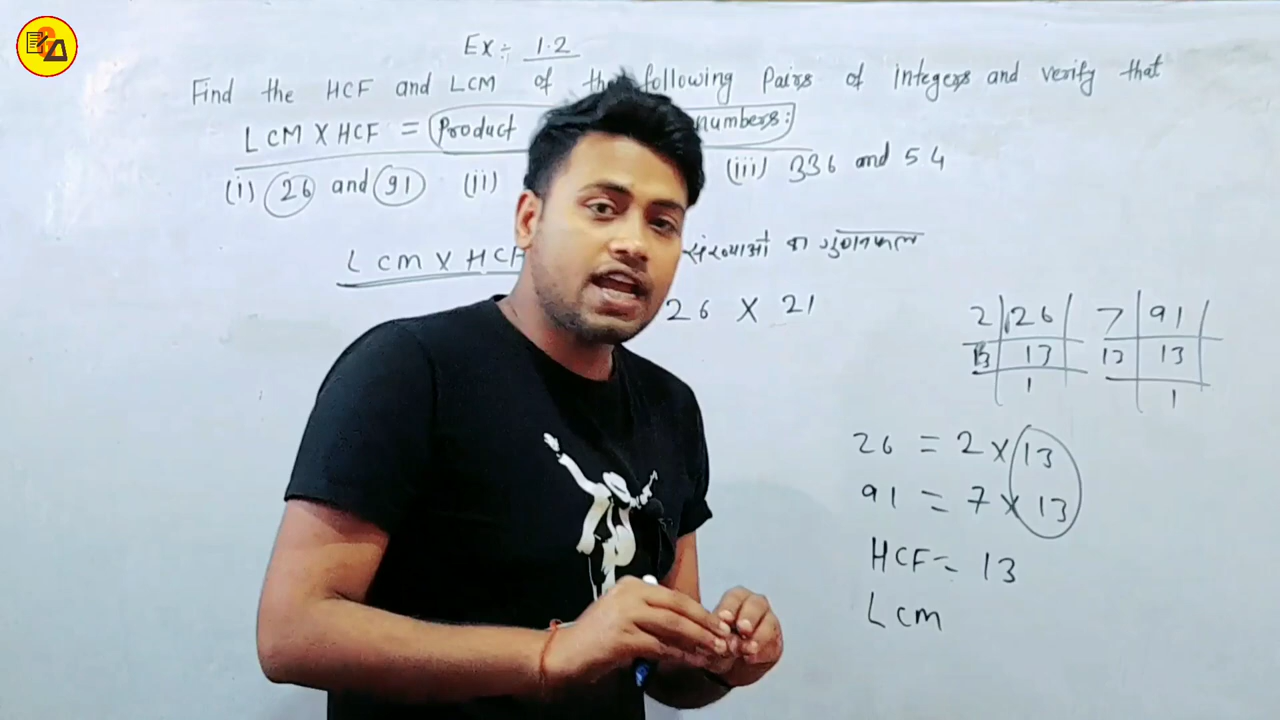 Ex ÷ 1.2
Find the HCF and LCM of the following Pairs of integers and verify that
LCM X HCF = Product numbers:
(i) 26 and 91 (ii) (iii) 336 and 54
LCM X HCF संख्याओं का गुणनफल
26 X 21
2 26 7 91
13 13 13 13
1 1
26 = 2 X 13
91 = 7 X 13
HCF = 13
Lcm